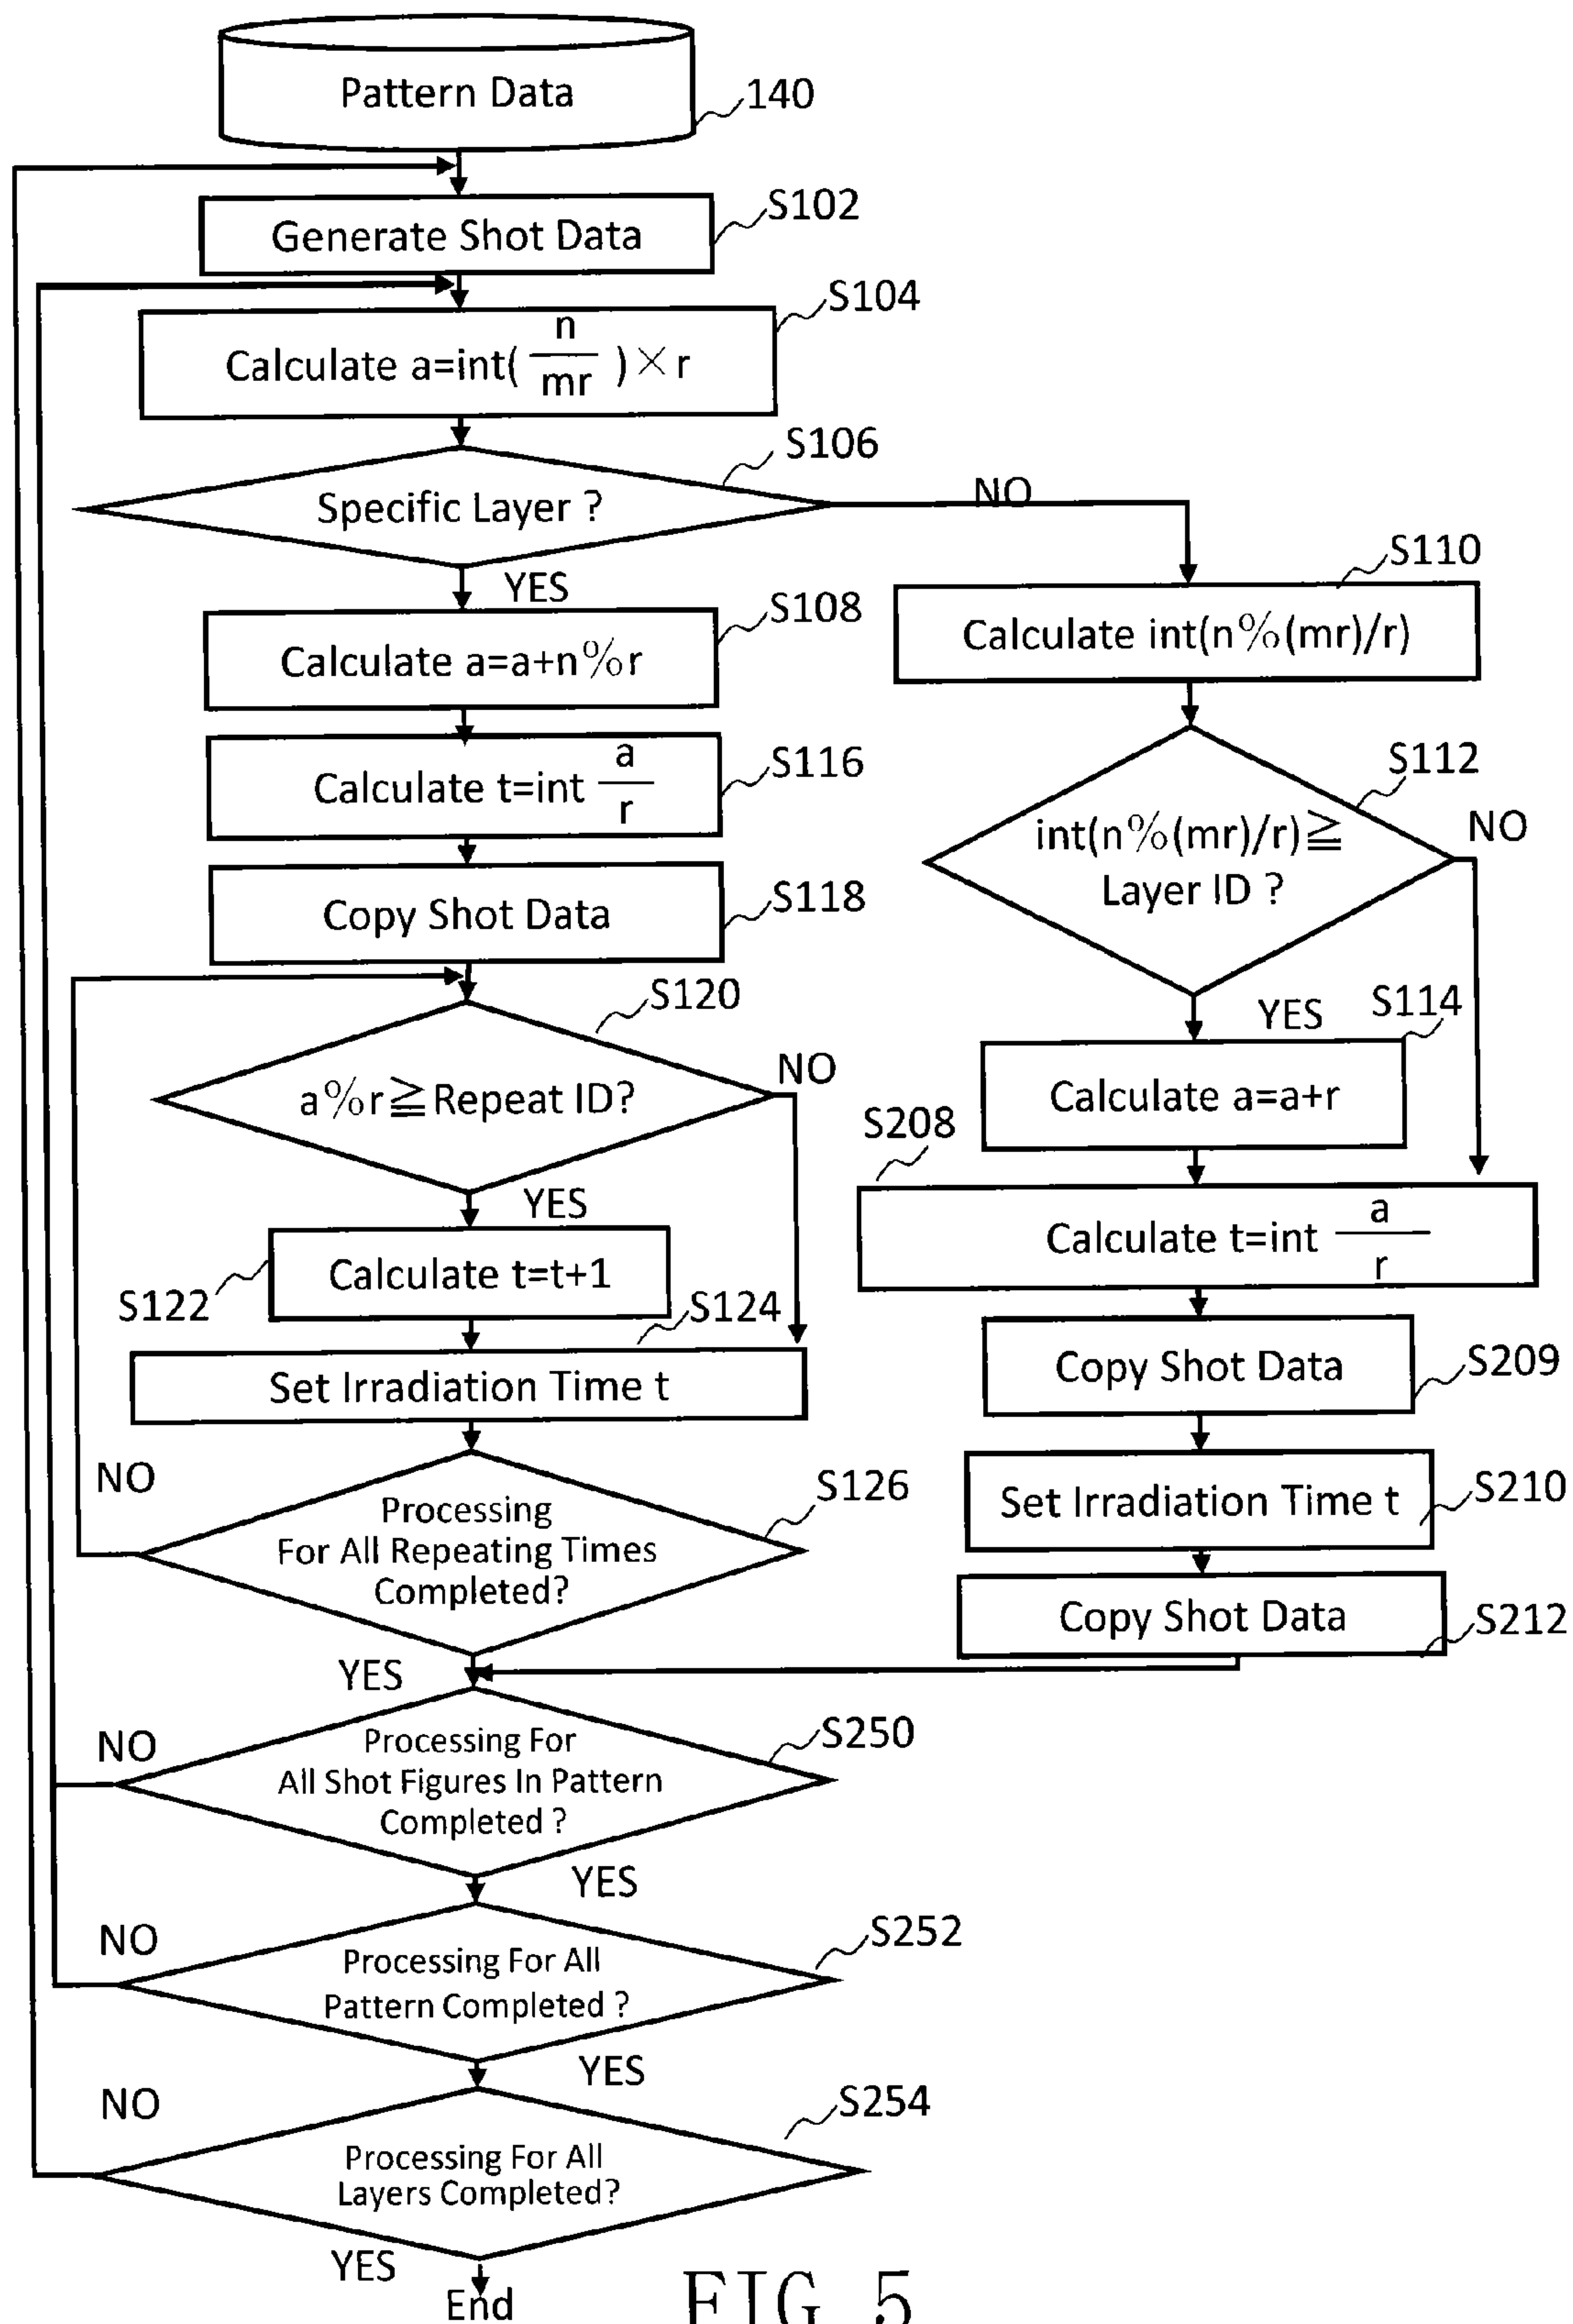 Pattern Data
140
Generate Shot Data
S102
S104
Calculate a=int( n/mr )×r
S106
Specific Layer ?
NO
YES
S108
Calculate a=a+n%r
S110
Calculate int(n%(mr)/r)
S116
Calculate t=int a/r
S112
int(n%(mr)/r)≧
Layer ID ?
NO
S118
Copy Shot Data
S120
a%r≧Repeat ID?
NO
YES
YES
S114
Calculate a=a+r
S208
Calculate t=int a/r
S122
Calculate t=t+1
S124
Set Irradiation Time t
Copy Shot Data
S209
NO
S126
Processing
For All Repeating Times
Completed?
Set Irradiation Time t
S210
Copy Shot Data
S212
YES
NO
S250
Processing For
All Shot Figures In Pattern
Completed ?
YES
NO
S252
Processing For All
Pattern Completed ?
YES
NO
S254
Processing For All
Layers Completed?
YES
End
FIG. 5